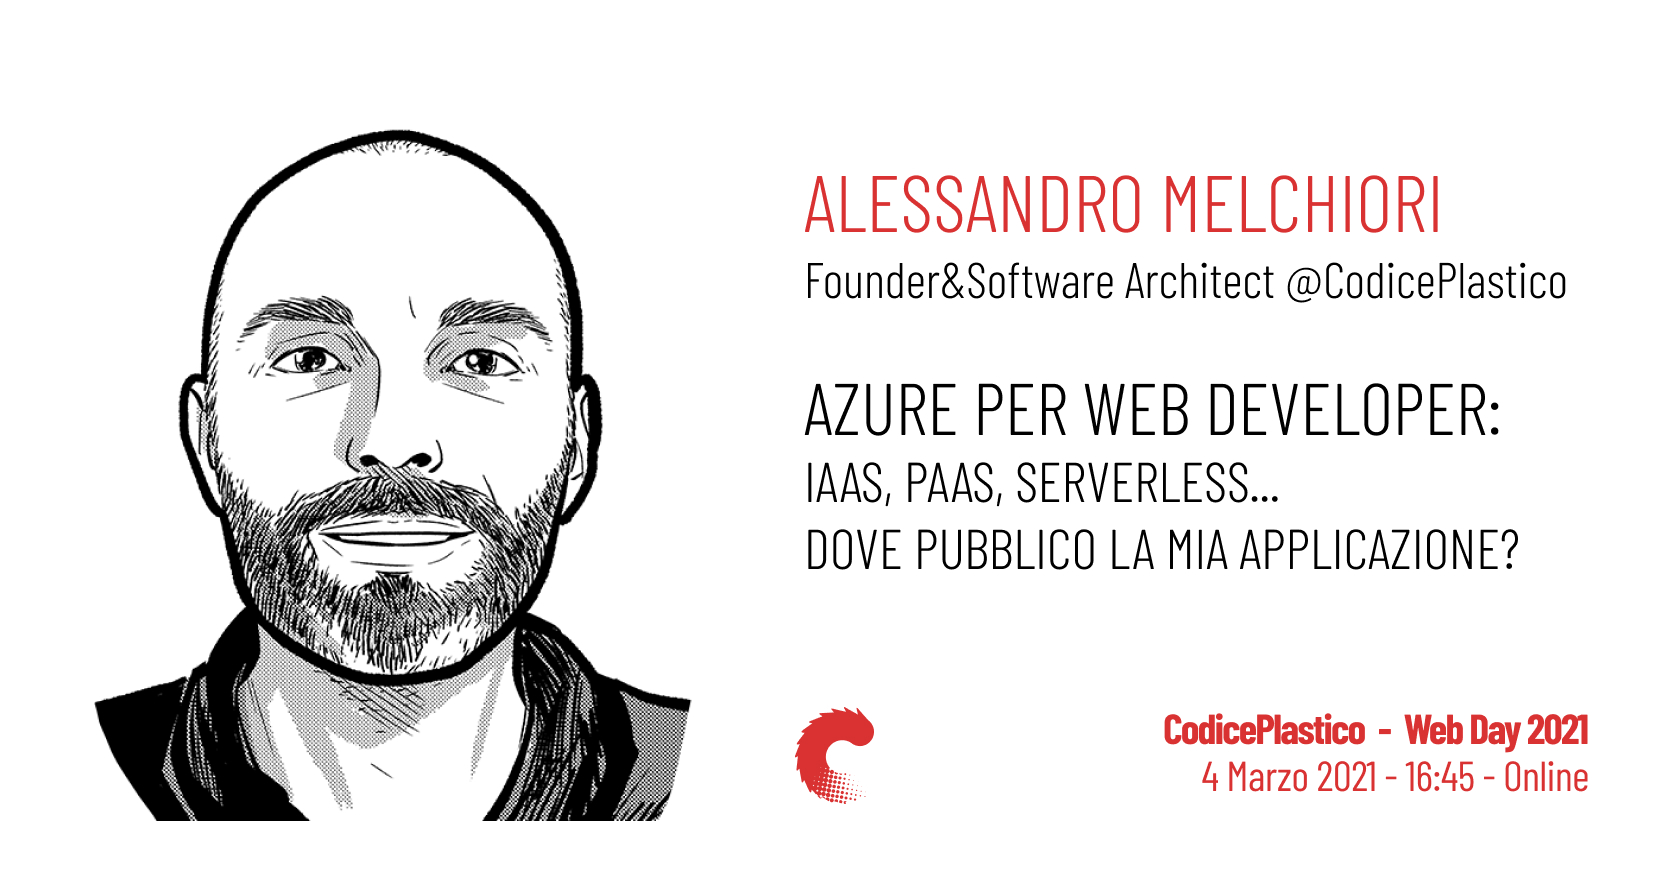 ALESSANDRO MELCHIORI
Founder&Software Architect @CodicePlastico
AZURE PER WEB DEVELOPER:
IAAS, PAAS, SERVERLESS...
DOVE PUBBLICO LA MIA APPLICAZIONE?
CodicePlastico - Web Day 2021
4 Marzo 2021 - 16:45 - Online